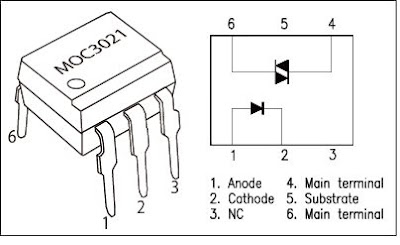 MOC3021
6
1
2
3
6 5 4
1 2 3
1. Anode 4. Main terminal
2. Cathode 5. Substrate
3. NC 6. Main terminal